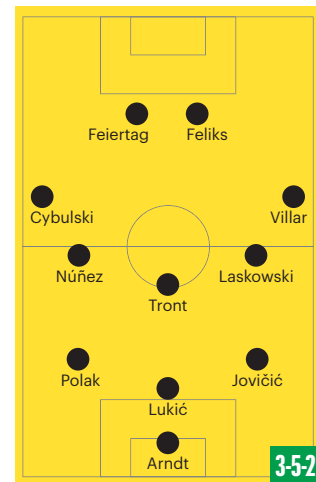 Feiertag Feliks
Cybulski Villar
Núñez Laskowski
Tront
Polak Jovičić
Lukić
Arndt
3-5-2